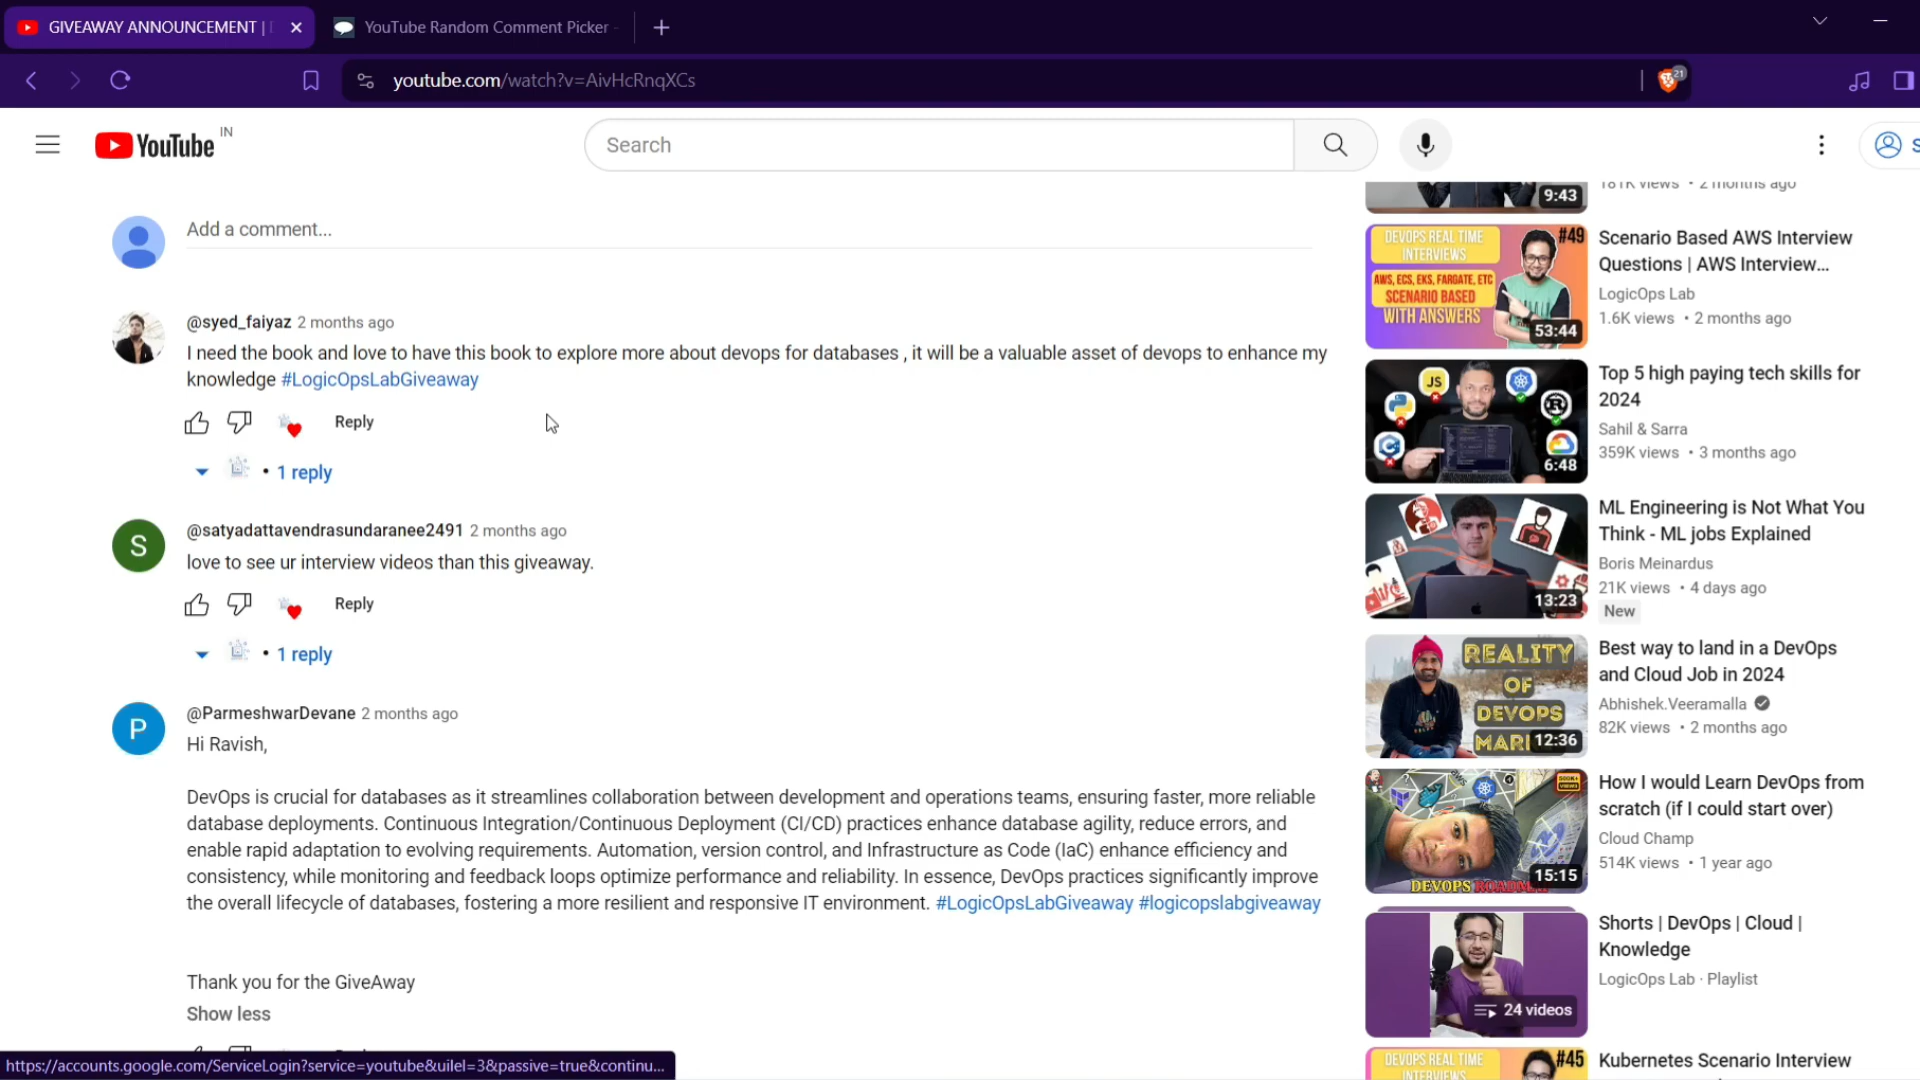 GIVEAWAY ANNOUNCEMENT |
YouTube Random Comment Picker
youtube.com/watch?v=AivHcRnqXCs
21
YouTube IN
Search
S
Add a comment...
@syed_faiyaz 2 months ago
I need the book and love to have this book to explore more about devops for databases , it will be a valuable asset of devops to enhance my
knowledge #LogicOpsLabGiveaway
Reply
• 1 reply
S
@satyadattavendrasundaranee2491 2 months ago
love to see ur interview videos than this giveaway.
Reply
• 1 reply
P
@ParmeshwarDevane 2 months ago
Hi Ravish,
DevOps is crucial for databases as it streamlines collaboration between development and operations teams, ensuring faster, more reliable
database deployments. Continuous Integration/Continuous Deployment (CI/CD) practices enhance database agility, reduce errors, and
enable rapid adaptation to evolving requirements. Automation, version control, and Infrastructure as Code (IaC) enhance efficiency and
consistency, while monitoring and feedback loops optimize performance and reliability. In essence, DevOps practices significantly improve
the overall lifecycle of databases, fostering a more resilient and responsive IT environment. #LogicOpsLabGiveaway #logicopslabgiveaway
Thank you for the GiveAway
Show less
https://accounts.google.com/ServiceLogin?service=youtube&uilel=3&passive=true&continu...
9:43
181K views • 2 months ago
DEVOPS REAL TIME
INTERVIEWS
#49
AWS, ECS, EKS, FARGATE, ETC
SCENARIO BASED
WITH ANSWERS
53:44
Scenario Based AWS Interview
Questions | AWS Interview...
LogicOps Lab
1.6K views • 2 months ago
JS
6:48
Top 5 high paying tech skills for
2024
Sahil & Sarra
359K views • 3 months ago
13:23
ML Engineering is Not What You
Think - ML jobs Explained
Boris Meinardus
21K views • 4 days ago
New
REALITY
OF
DEVOPS
12:36
Best way to land in a DevOps
and Cloud Job in 2024
Abhishek.Veeramalla
82K views • 2 months ago
DEVOPS
15:15
How I would Learn DevOps from
scratch (if I could start over)
Cloud Champ
514K views • 1 year ago
24 videos
Shorts | DevOps | Cloud |
Knowledge
LogicOps Lab · Playlist
DEVOPS REAL TIME
INTERVIEWS
#45
Kubernetes Scenario Interview